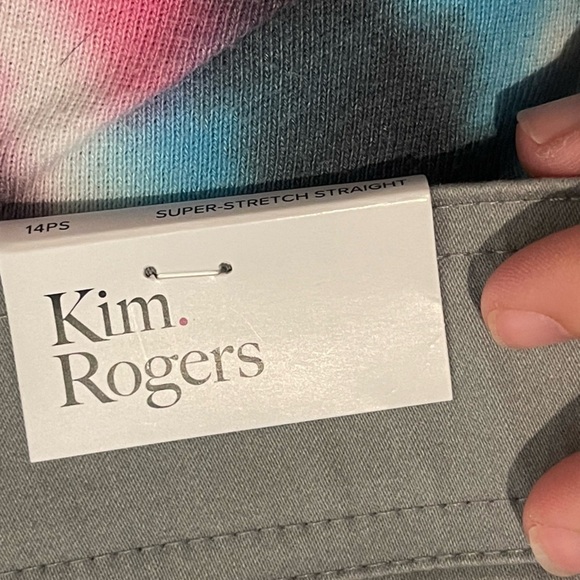 14PS SUPER-STRETCH STRAIGHT
Kim.
Rogers